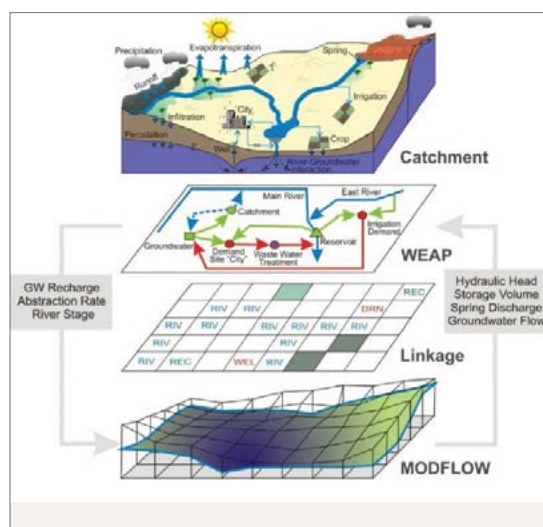 Precipitation
Evapotranspiration
Spring
Runoff
Infiltration
City
Irrigation
Percolation
Well
Crop
River-Groundwater
Interaction
Catchment
Main River
East River
Catchment
Groundwater
Demand
Site "City"
Waste Water
Treatment
Reservoir
Irrigation
Demand
WEAP
GW Recharge
Abstraction Rate
River Stage
Hydraulic Head
Storage Volume
Spring Discharge
Groundwater Flow
REC
RIV RIV DRN
RIV RIV RIV RIV RIV RIV
RIV RIV
RIV REC WEL RIV
Linkage
MODFLOW